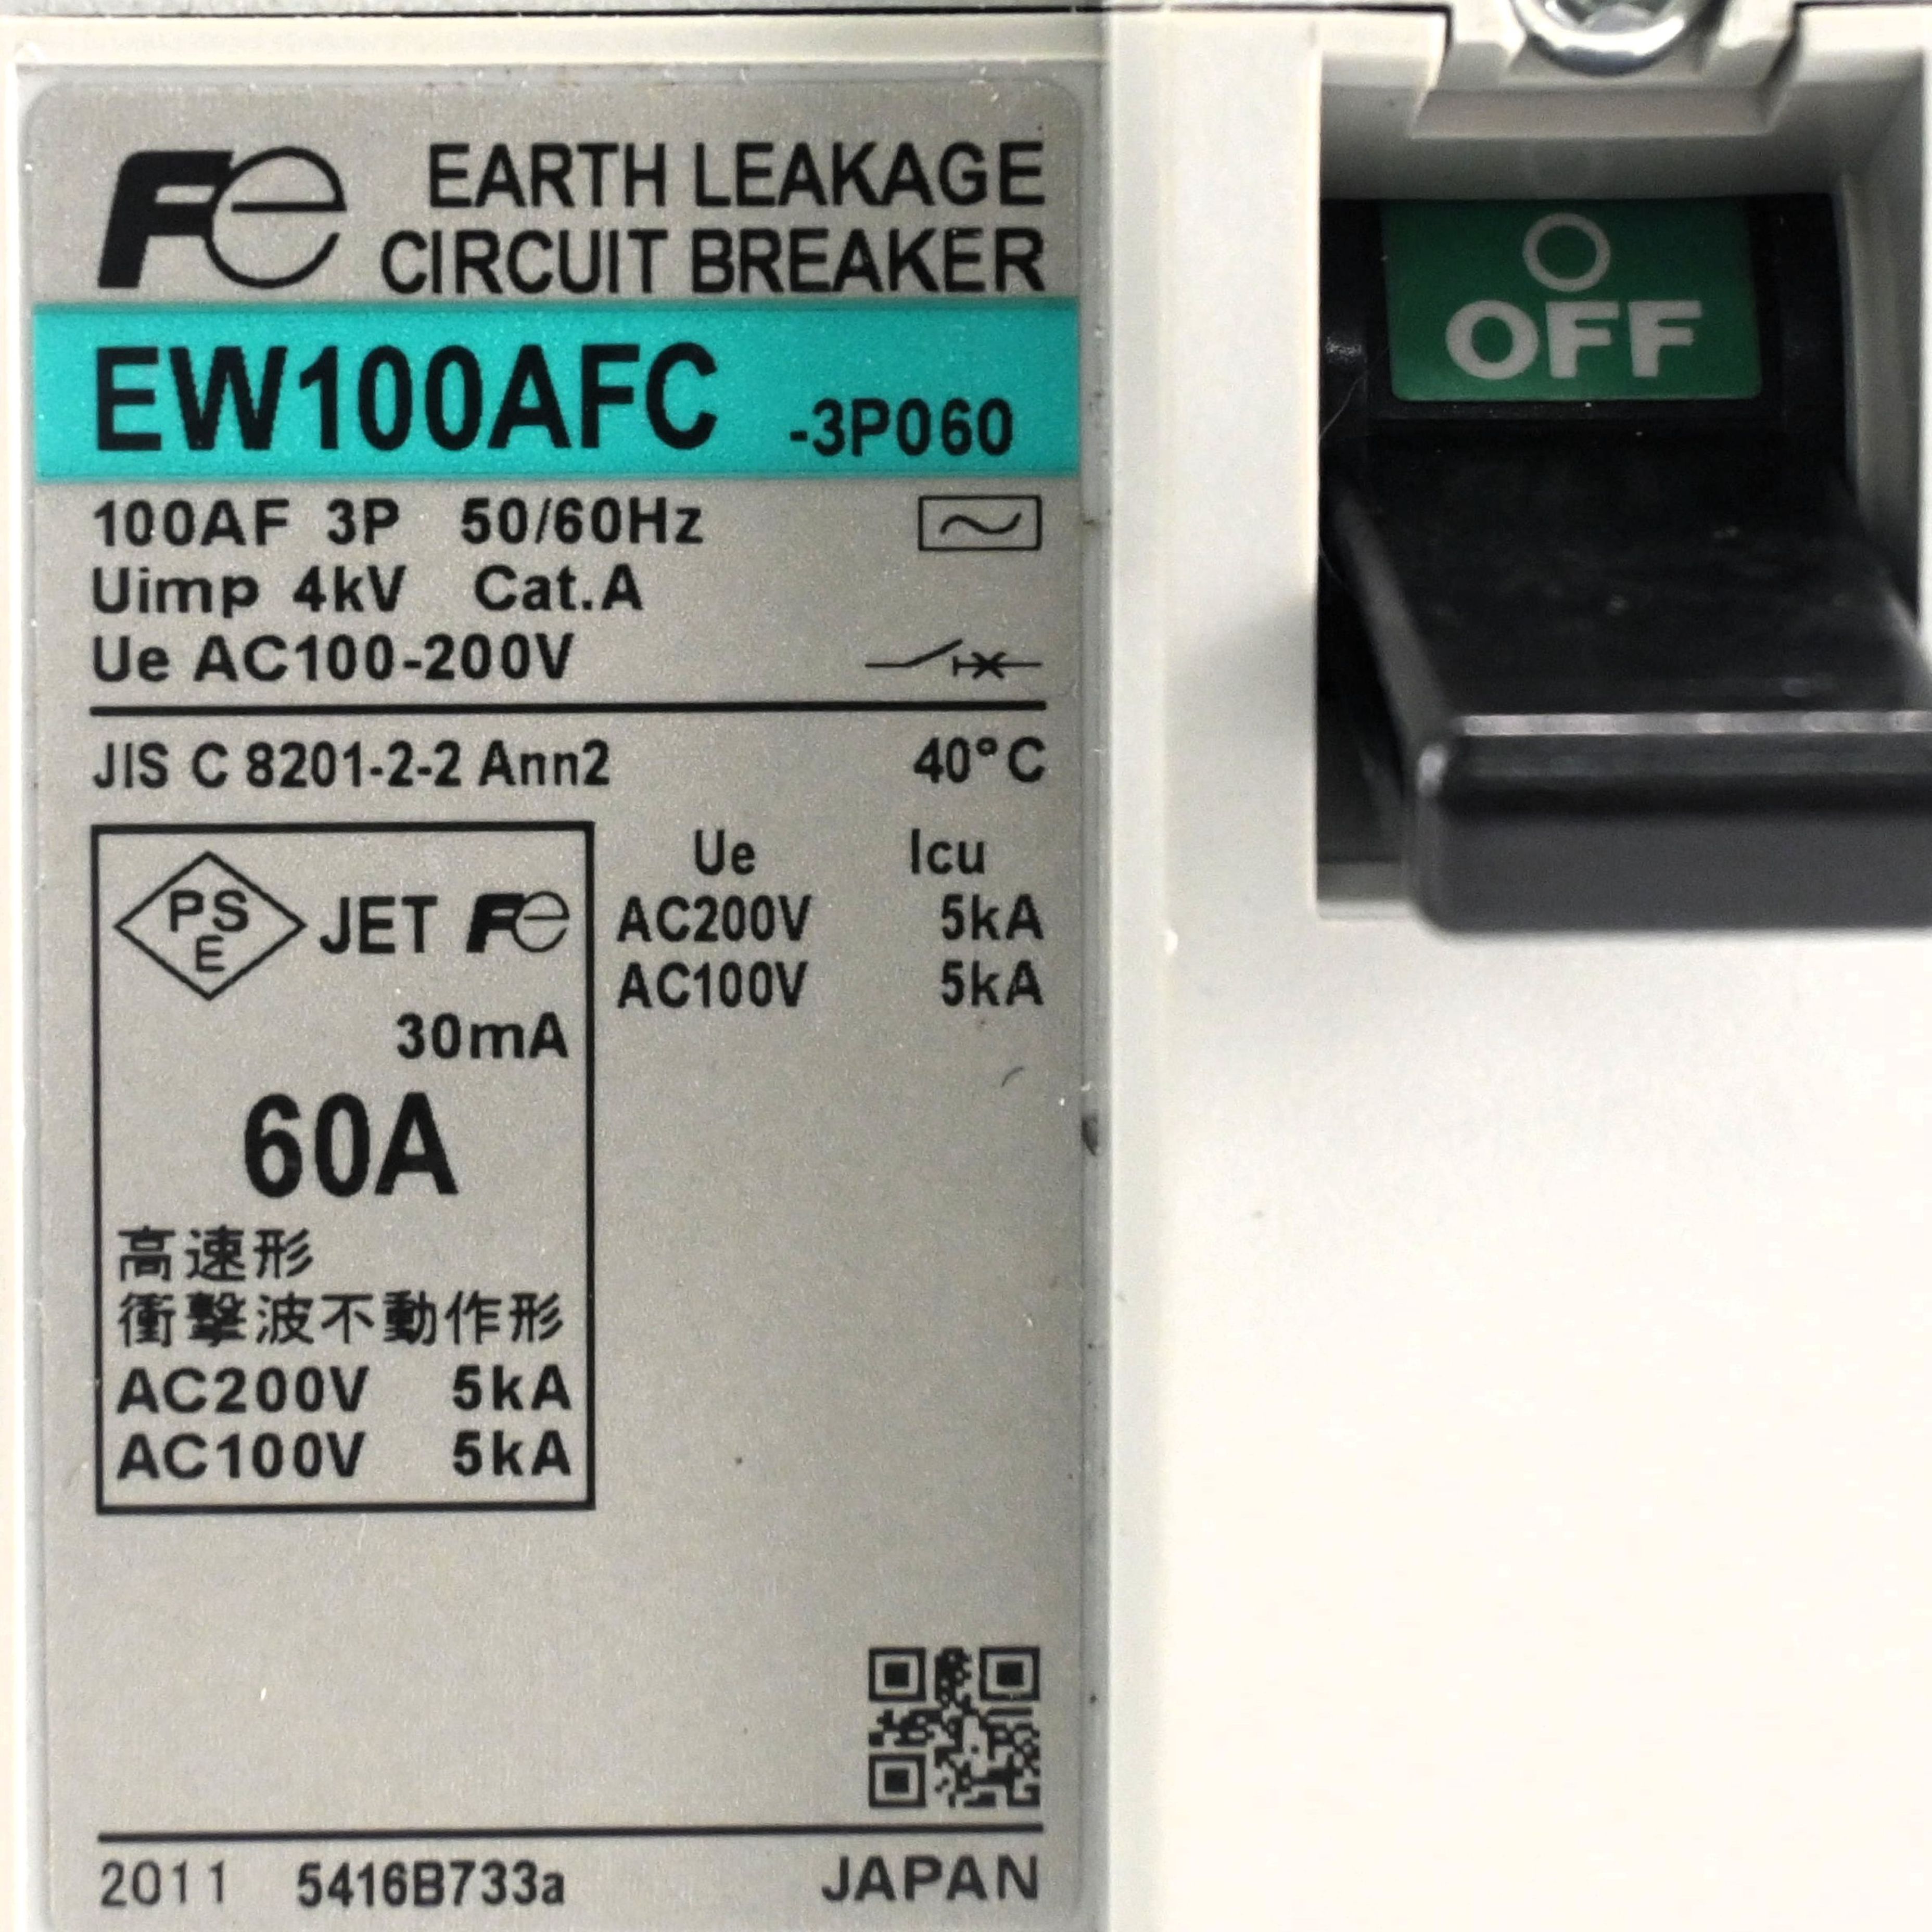 Fe EARTH LEAKAGE
CIRCUIT BREAKER
EW100AFC -3P060
100AF 3P 50/60Hz
Uimp 4kV Cat.A
Ue AC100-200V
JIS C 8201-2-2 Ann2 40°C
PS
E
JET Fe
30mA
60A
高速形
衝撃波不動作形
AC200V 5kA
AC100V 5kA
Ue Icu
AC200V 5kA
AC100V 5kA
2011 5416B733a JAPAN
OFF